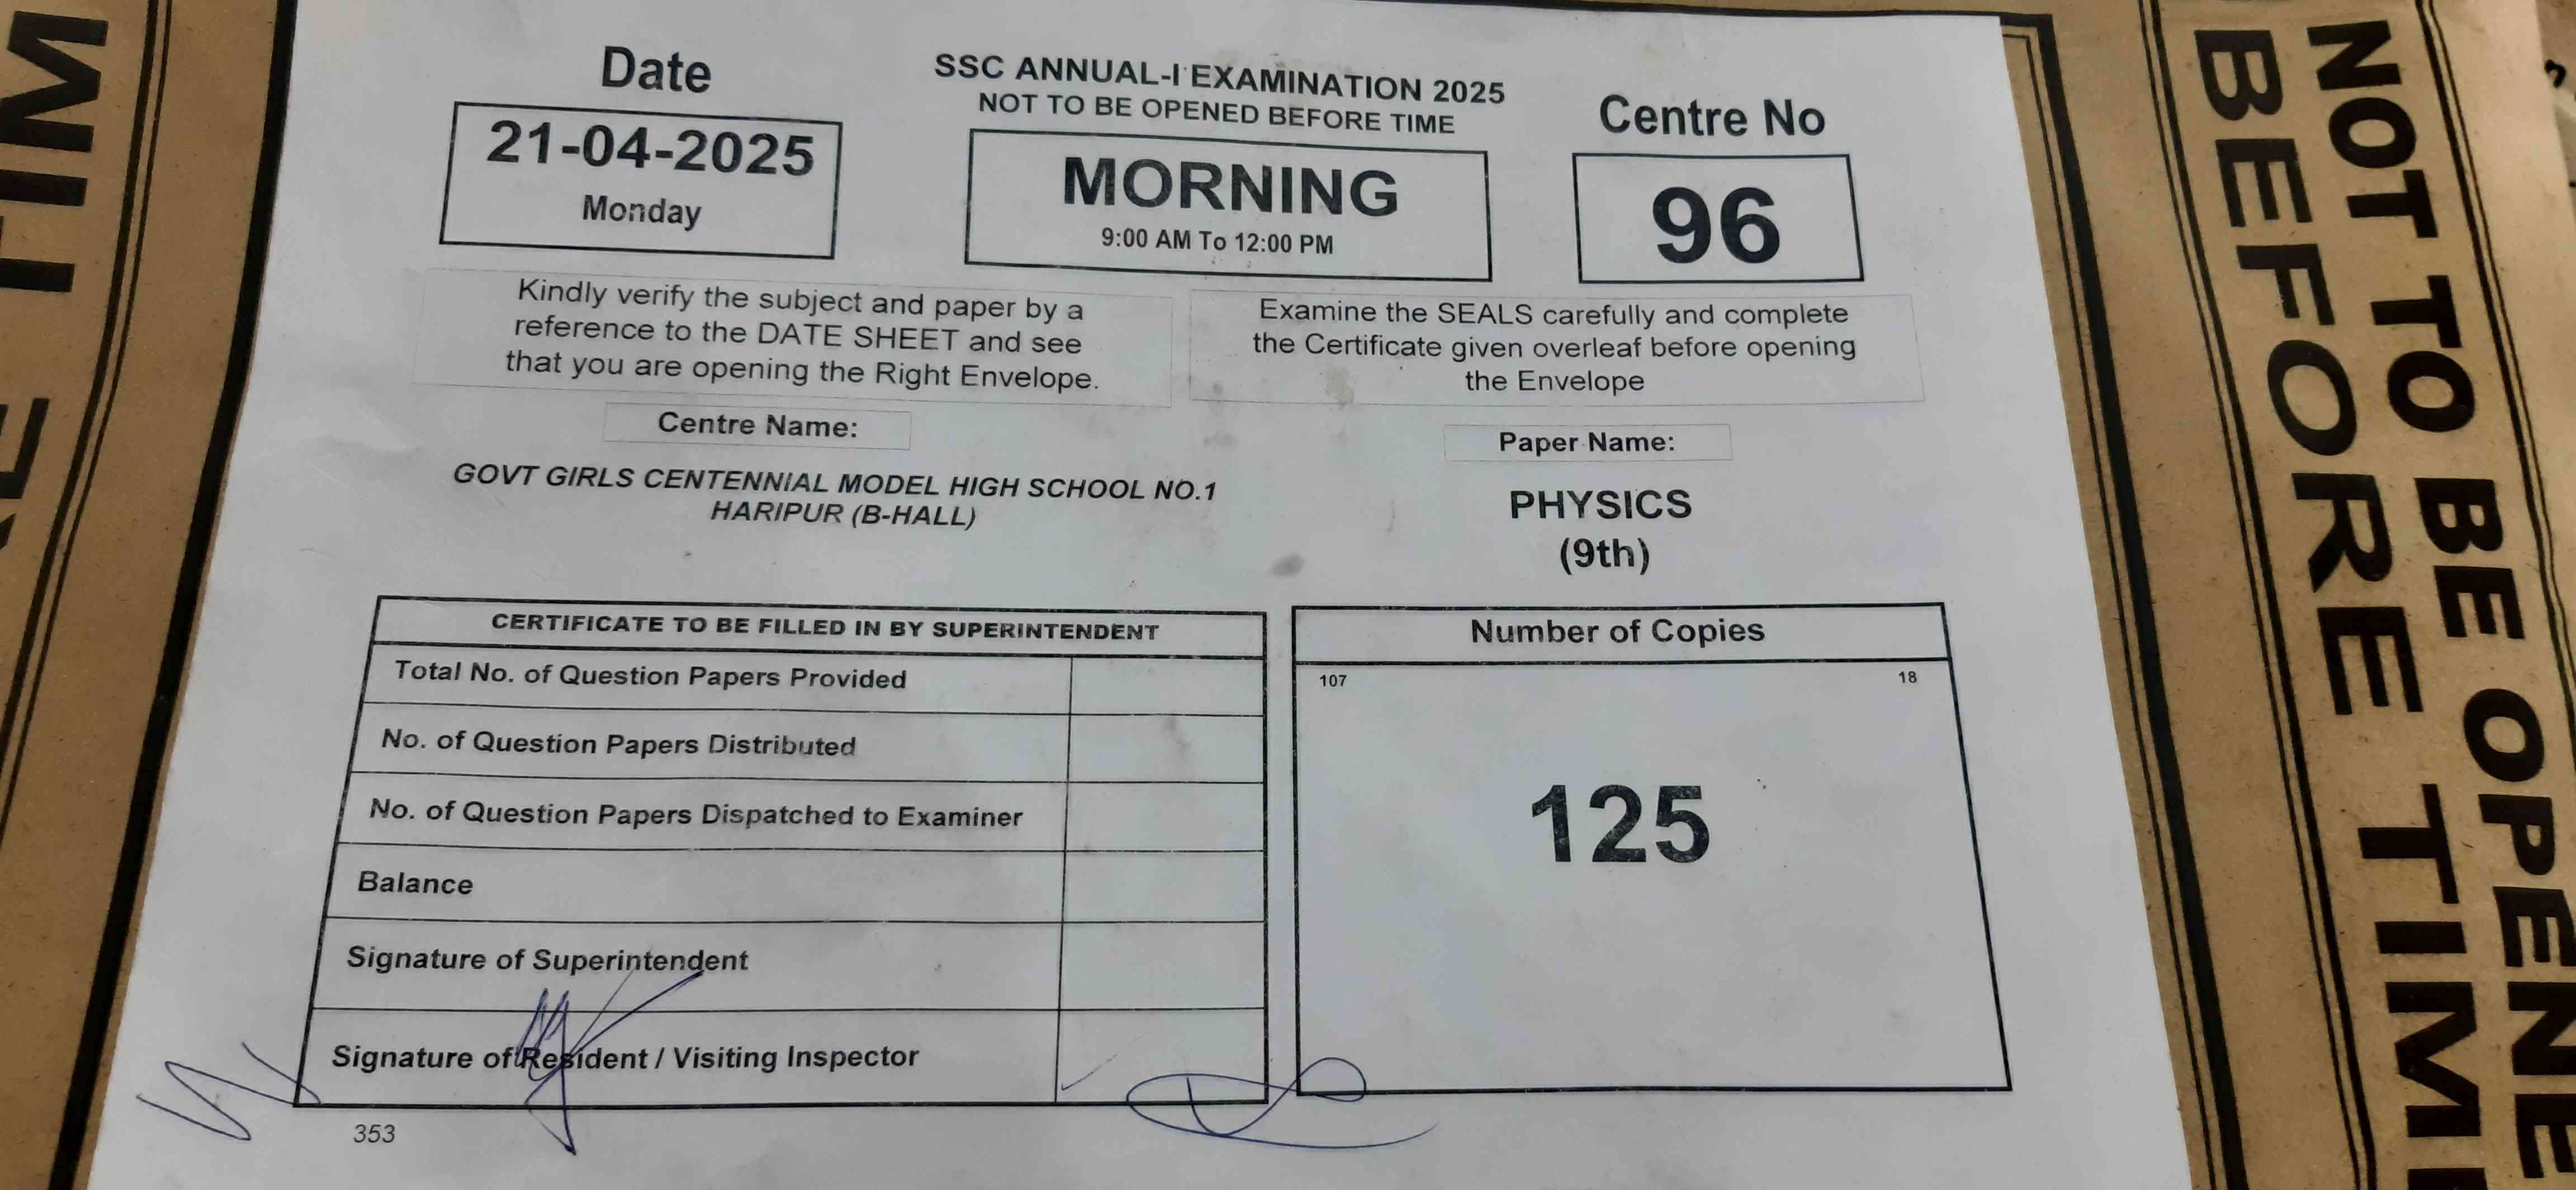 Date
21-04-2025
Monday
SSC ANNUAL-I EXAMINATION 2025
NOT TO BE OPENED BEFORE TIME
MORNING
9:00 AM To 12:00 PM
Centre No
96
Kindly verify the subject and paper by a
reference to the DATE SHEET and see
that you are opening the Right Envelope.
Examine the SEALS carefully and complete
the Certificate given overleaf before opening
the Envelope
Centre Name:
GOVT GIRLS CENTENNIAL MODEL HIGH SCHOOL NO.1
HARIPUR (B-HALL)
Paper Name:
PHYSICS
(9th)
CERTIFICATE TO BE FILLED IN BY SUPERINTENDENT
Total No. of Question Papers Provided
No. of Question Papers Distributed
No. of Question Papers Dispatched to Examiner
Balance
Signature of Superintendent
Signature of Resident / Visiting Inspector
Number of Copies
107 18
125
353
NOT TO BE OPENE
BEFORE TIME